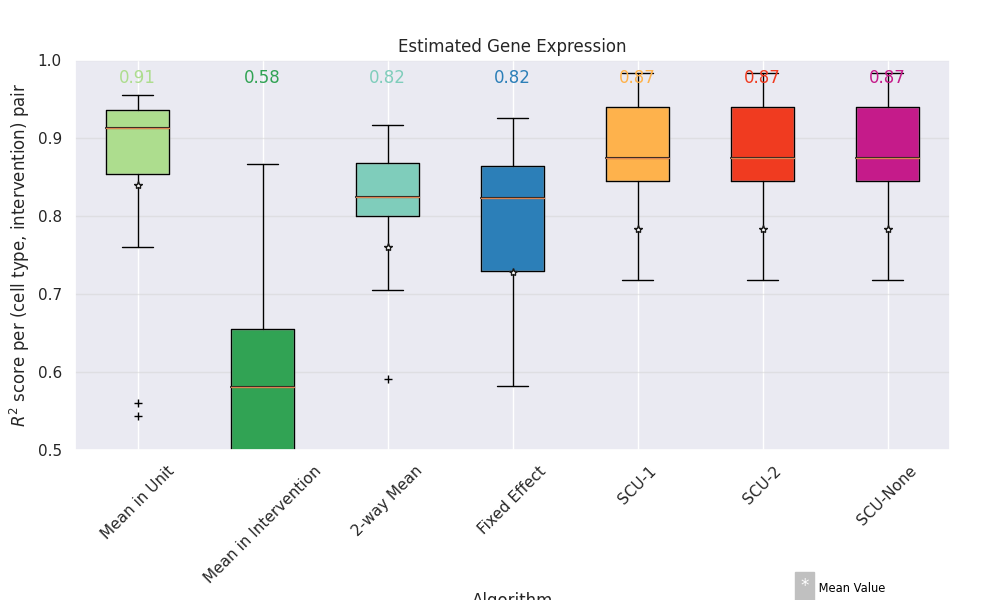 Estimated Gene Expression
R² score per (cell type, intervention) pair
1.0
0.9
0.8
0.7
0.6
0.5
0.91
0.58
0.82
0.82
0.87
0.87
0.87
Mean in Unit
Mean in Intervention
2-way Mean
Fixed Effect
SCU-1
SCU-2
SCU-None
Algorithm
* Mean Value